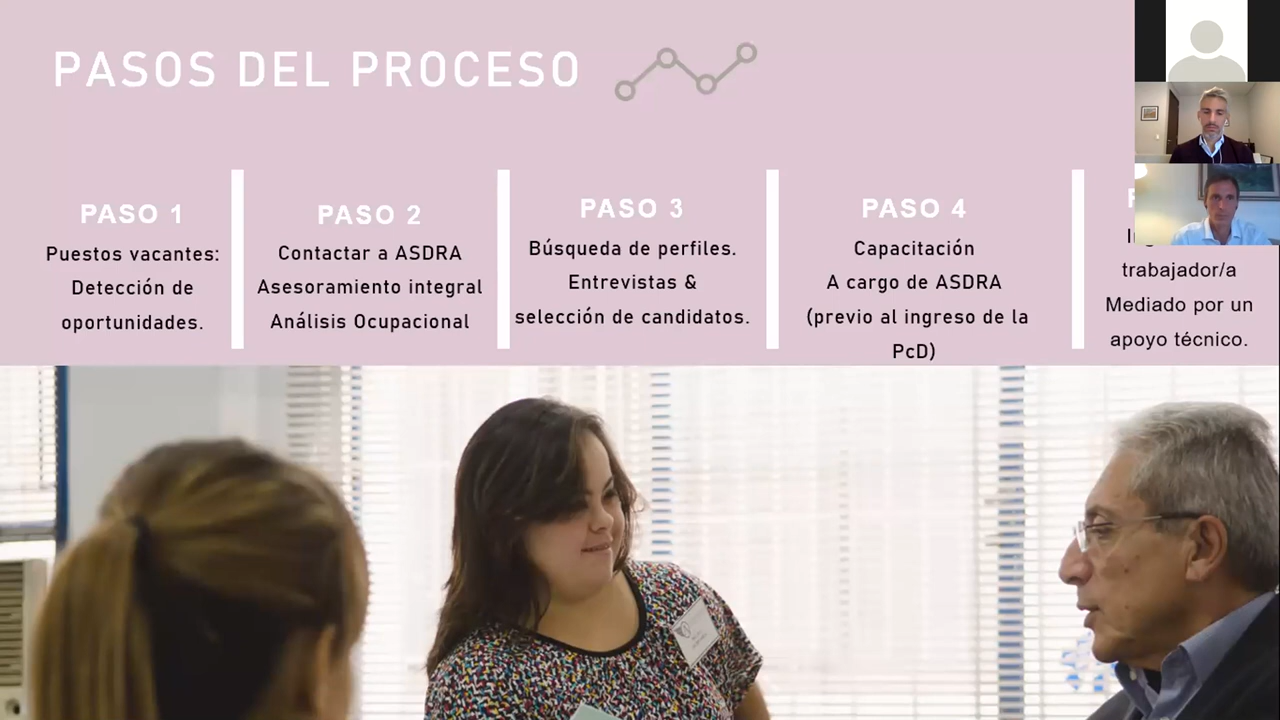 PASOS DEL PROCESO
PASO 1
Puestos vacantes:
Detección de
oportunidades.
PASO 2
Contactar a ASDRA
Asesoramiento integral
Análisis Ocupacional
PASO 3
Búsqueda de perfiles.
Entrevistas &
selección de candidatos.
PASO 4
Capacitación
A cargo de ASDRA
(previo al ingreso de la
PcD)
trabajador/a
Mediado por un
apoyo técnico.